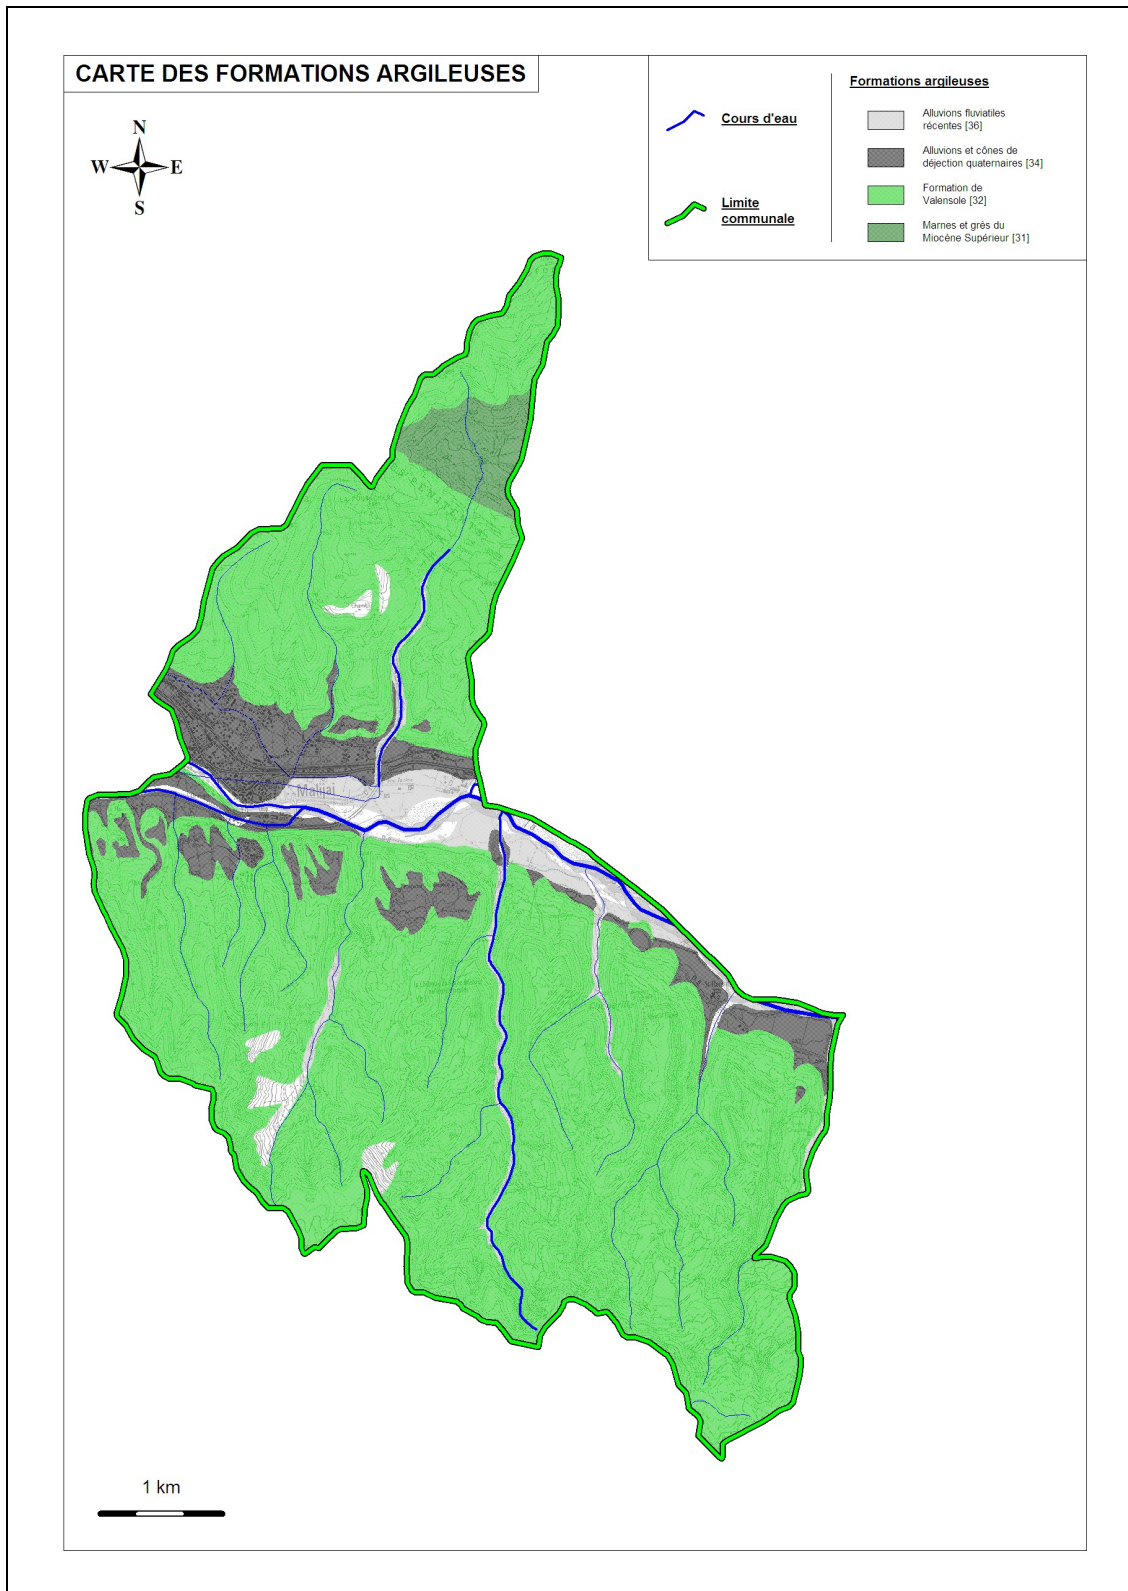 CARTE DES FORMATIONS ARGILEUSES
N
W E
S
Cours d'eau
Limite
communale
Formations argileuses
Alluvions fluviatiles
récentes [36]
Alluvions et cônes de
déjection quaternaires [34]
Formation de
Valensole [32]
Marnes et grès du
Miocène Supérieur [31]
Malijai
1 km